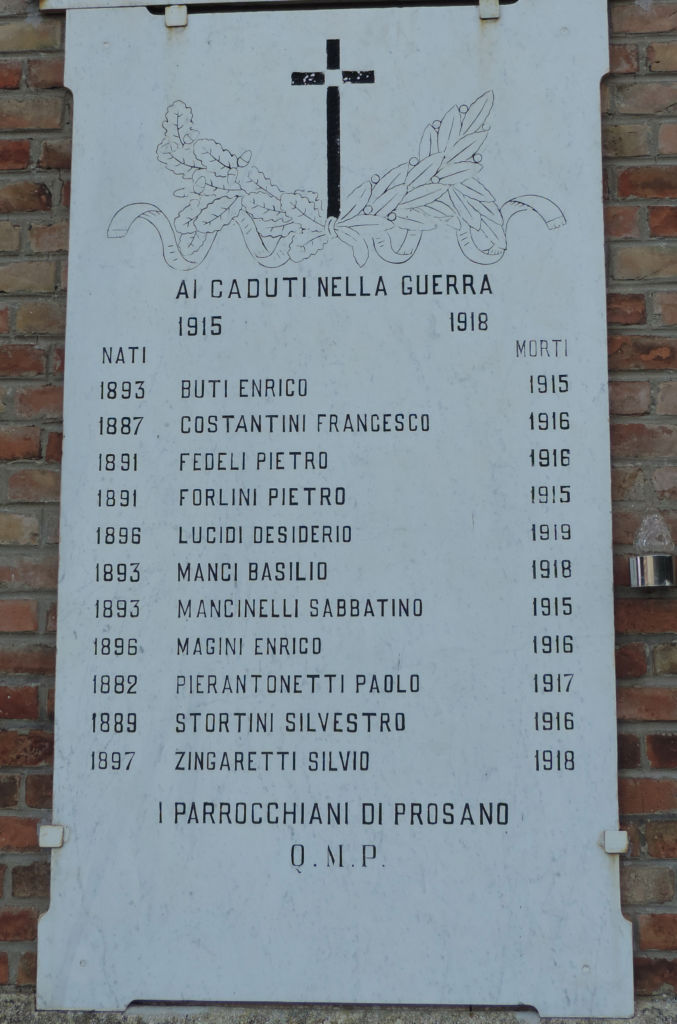 AI CADUTI NELLA GUERRA
1915 1918
NATI MORTI
1893 BUTI ENRICO 1915
1887 COSTANTINI FRANCESCO 1916
1891 FEDELI PIETRO 1916
1891 FORLINI PIETRO 1915
1896 LUCIDI DESIDERIO 1919
1893 MANCI BASILIO 1918
1893 MANCINELLI SABBATINO 1915
1896 MAGINI ENRICO 1916
1882 PIERANTONETTI PAOLO 1917
1889 STORTINI SILVESTRO 1916
1897 ZINGARETTI SILVIO 1918
I PARROCCHIANI DI PROSANO
Q.M.P.